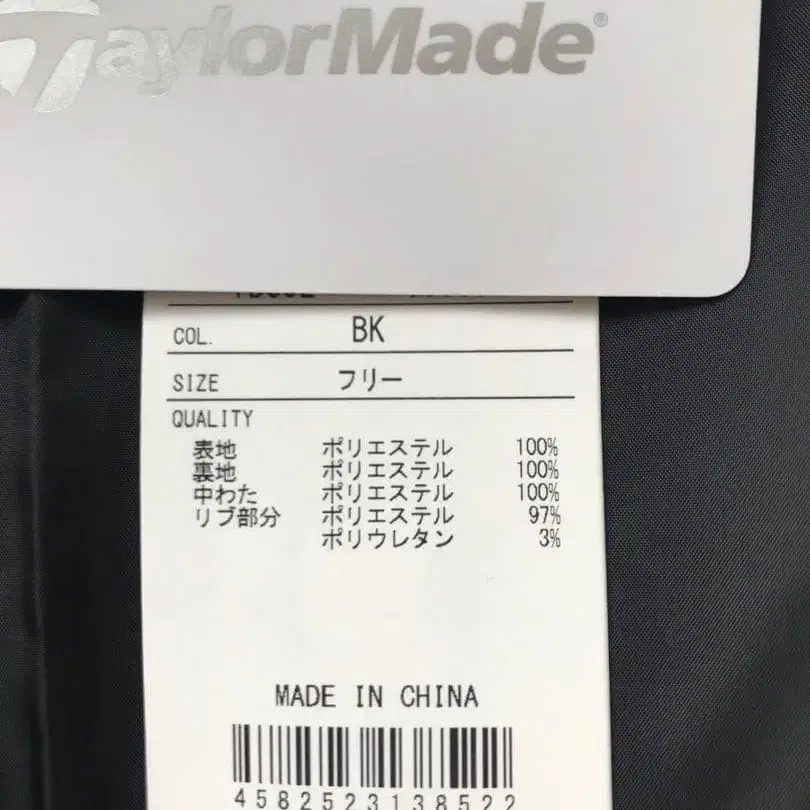 TaylorMade®
COL. BK
SIZE フリー
QUALITY
表地 ポリエステル 100%
裏地 ポリエステル 100%
中わた ポリエステル 100%
リブ部分 ポリエステル 97%
ポリウレタン 3%
MADE IN CHINA
4582523138522